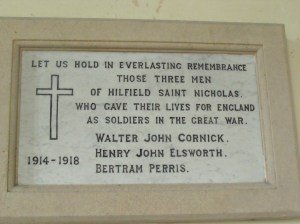 LET US HOLD IN EVERLASTING REMEMBRANCE
THOSE THREE MEN
OF HILFIELD SAINT NICHOLAS.
WHO GAVE THEIR LIVES FOR ENGLAND
AS SOLDIERS IN THE GREAT WAR.
WALTER JOHN CORNICK.
HENRY JOHN ELSWORTH.
1914-1918 BERTRAM PERRIS.